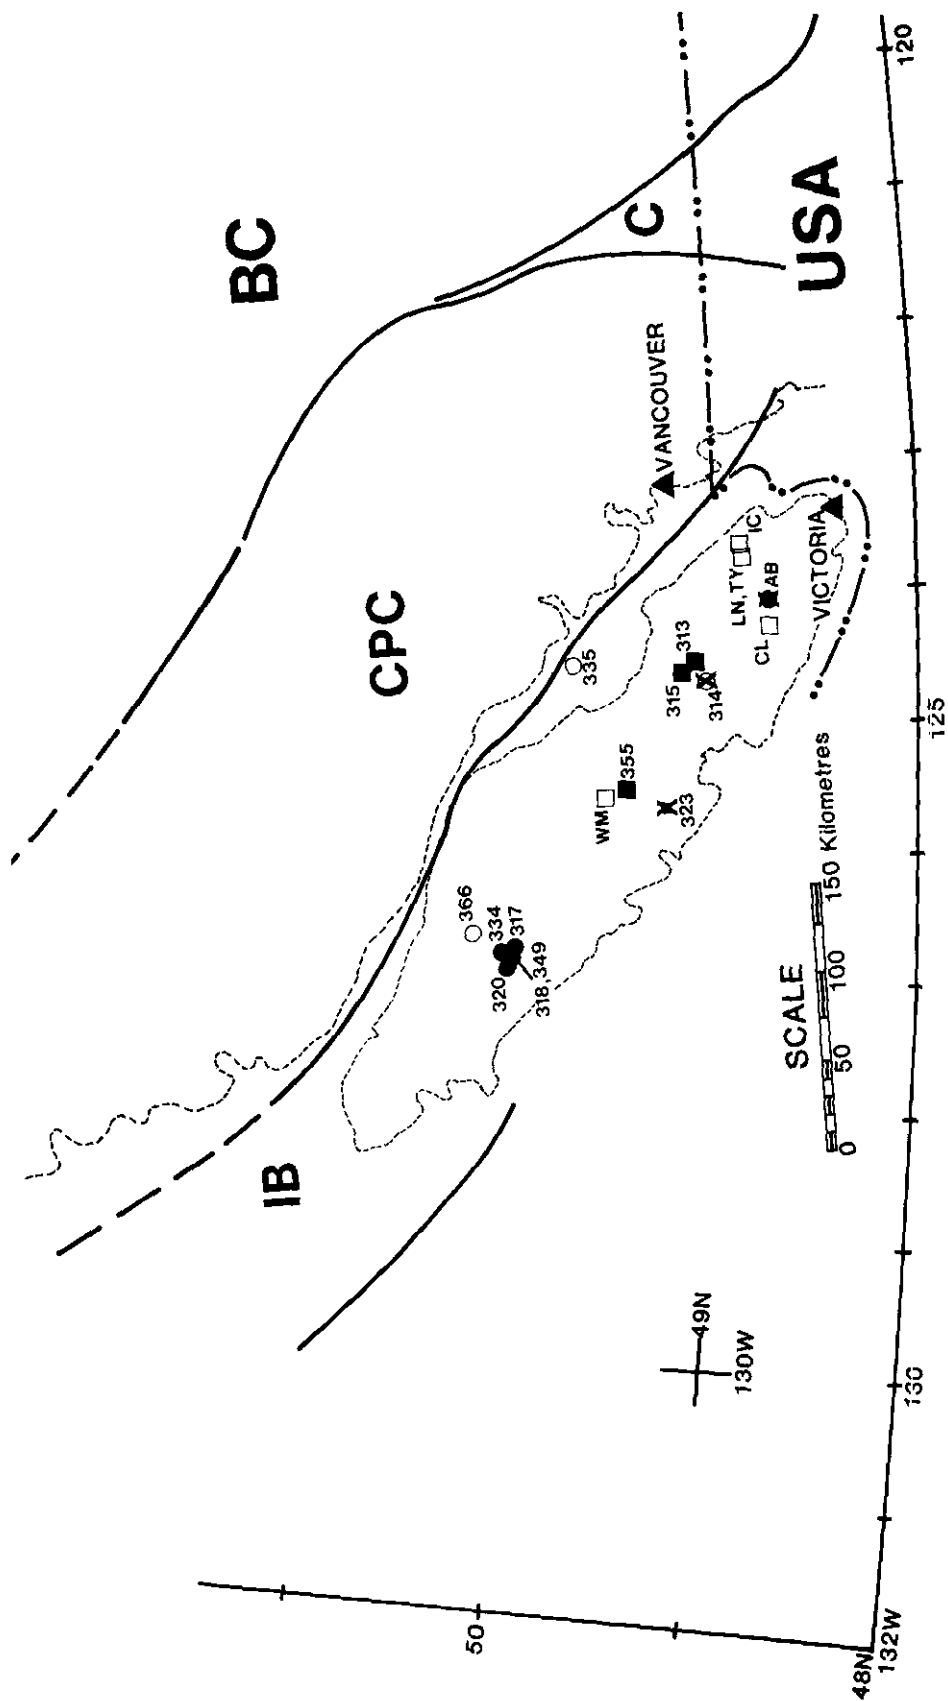 BC
CPC
IB
C
USA
VANCOUVER
VICTORIA
335
366
334
317
320
318,349
WM
355
323
315
313
314
LN,TY
IC
CL
AB
SCALE
0
50
100
150 Kilometres
49N
130W
50
48N
132W
130
125
120